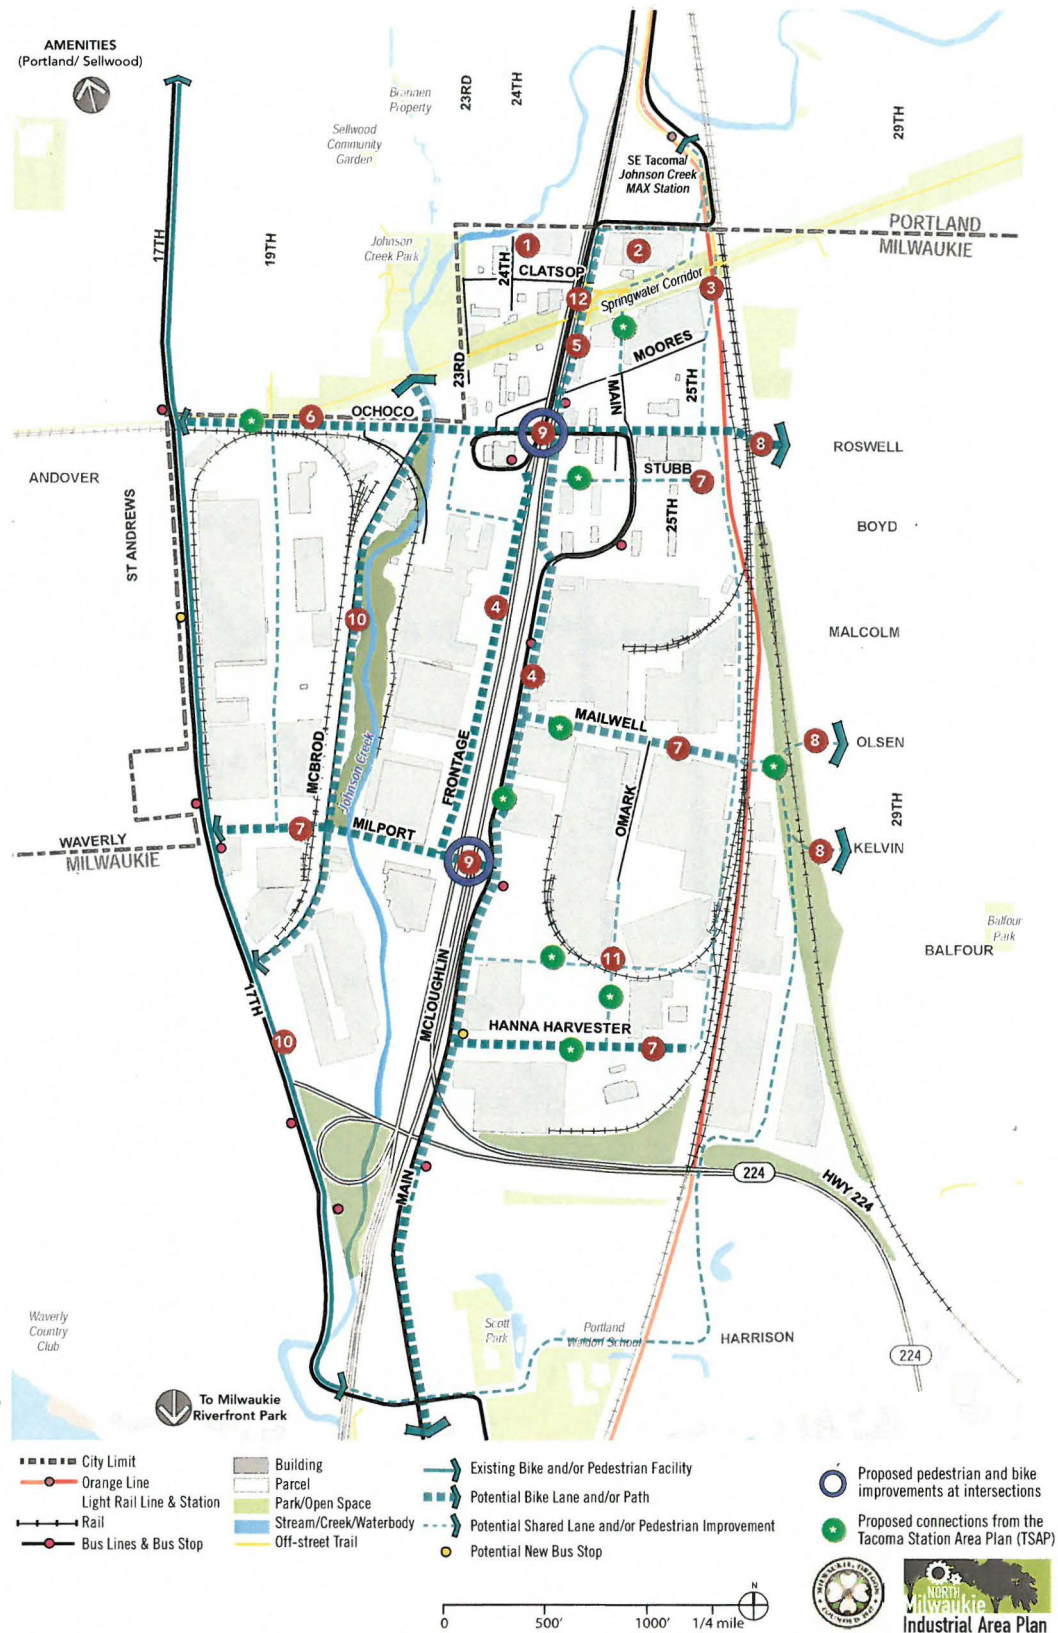 AMENITIES
(Portland/ Sellwood)
23RD
24TH
Brannen
Property
29TH
Sellwood
Community
Garden
SE Tacoma/
Johnson Creek
MAX Station
17TH
19TH
Johnson
Creek Park
PORTLAND
MILWAUKIE
1
2
24TH
CLATSOP
12
Springwater Corridor
3
5
MOORES
23RD
MAIN
25TH
6
OCHOCO
9
8
ROSWELL
ANDOVER
STUBB
7
25TH
BOYD
ST ANDREWS
4
10
MALCOLM
4
MAILWELL
7
8
OLSEN
MCBROD
Johnson Creek
FRONTAGE
OMARK
29TH
7
MILPORT
WAVERLY
MILWAUKIE
9
8
KELVIN
Balfour
Park
BALFOUR
11
17TH
MCLOUGHLIN
HANNA HARVESTER
7
10
224
HWY 224
MAIN
Waverly
Country
Club
Scott
Park
Portland
Waldorf School
HARRISON
224
To Milwaukie
Riverfront Park
City Limit
Orange Line
Light Rail Line & Station
Rail
Bus Lines & Bus Stop
Building
Parcel
Park/Open Space
Stream/Creek/Waterbody
Off-street Trail
Existing Bike and/or Pedestrian Facility
Potential Bike Lane and/or Path
Potential Shared Lane and/or Pedestrian Improvement
Potential New Bus Stop
Proposed pedestrian and bike
improvements at intersections
Proposed connections from the
Tacoma Station Area Plan (TSAP)
N
0 500' 1000' 1/4 mile
MILWAUKIE, OREGON
NORTH
Milwaukie
Industrial Area Plan